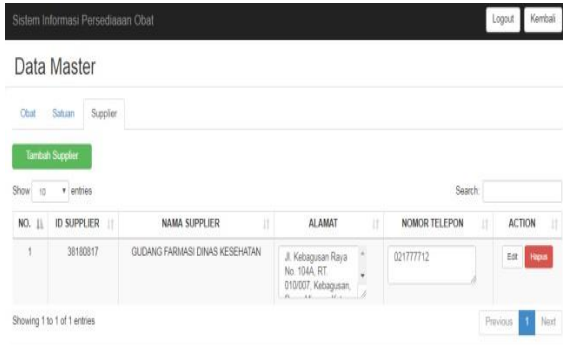 Sistem Informasi Persediaaan Obat Logout Kembali
Data Master
Obat Satuan Supplier
Tambah Supplier
Show 10 entries Search:
NO. ID SUPPLIER NAMA SUPPLIER ALAMAT NOMOR TELEPON ACTION
1 38180817 GUDANG FARMASI DINAS KESEHATAN Jl. Kebagusan Raya 021777712 Edit Hapus
No. 104A, RT.
010/007, Kebagusan,
Showing 1 to 1 of 1 entries Previous 1 Next